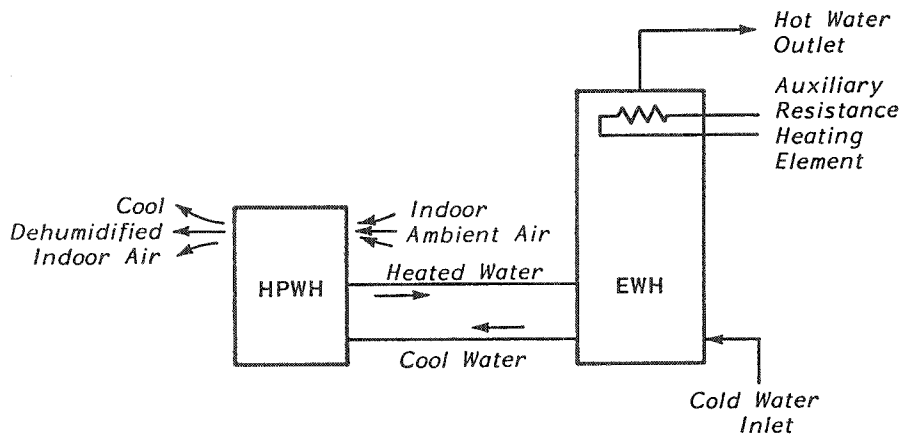 Hot Water
Outlet
Auxiliary
Resistance
Heating
Element
Cool
Dehumidified
Indoor Air
Indoor
Ambient Air
Heated Water
HPWH
EWH
Cool Water
Cold Water
Inlet